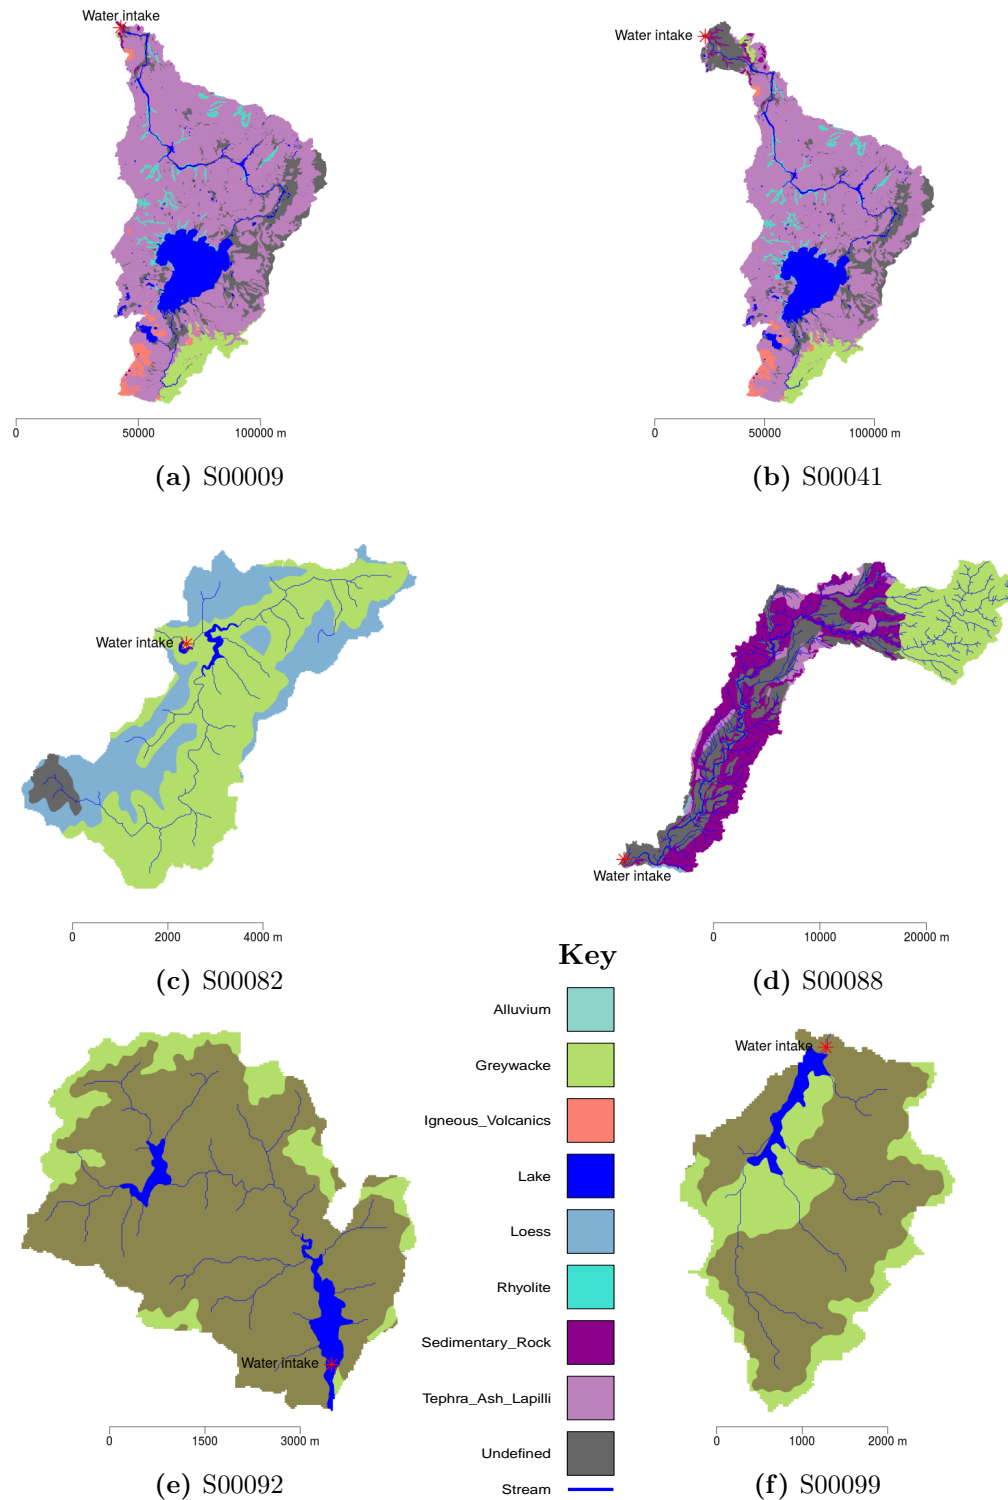 Water intake
Water intake
0 50000 100000 m
0 50000 100000 m
(a) S00009
(b) S00041
Water intake
Water intake
0 2000 4000 m
0 10000 20000 m
(c) S00082
(d) S00088
Key
Alluvium
Greywacke
Igneous_Volcanics
Lake
Loess
Rhyolite
Sedimentary_Rock
Tephra_Ash_Lapilli
Undefined
Stream
Water intake
Water intake
0 1500 3000 m
0 1000 2000 m
(e) S00092
(f) S00099